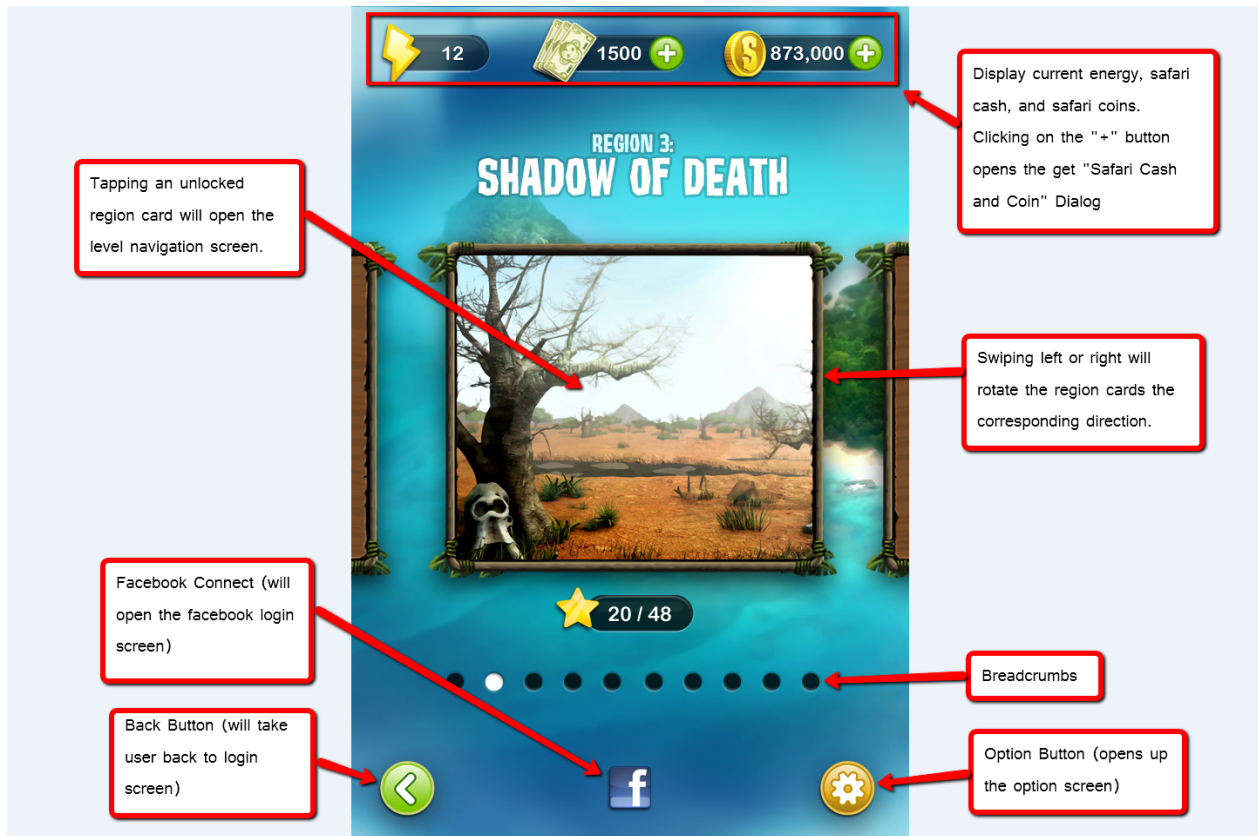 12
1500
873,000
Display current energy, safari
cash, and safari coins.
Clicking on the "+" button
opens the get "Safari Cash
and Coin" Dialog
REGION 3:
SHADOW OF DEATH
Tapping an unlocked
region card will open the
level navigation screen.
Swiping left or right will
rotate the region cards the
corresponding direction.
Facebook Connect (will
open the facebook login
screen)
20 / 48
Breadcrumbs
Back Button (will take
user back to login
screen)
f
Option Button (opens up
the option screen)